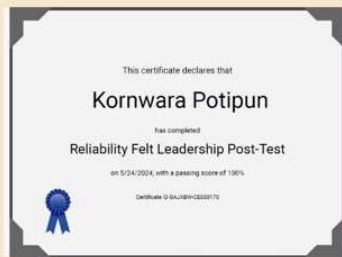 This certificate declares that
Kornwara Potipun
has completed
Reliability Felt Leadership Post-Test
on 5/24/2024, with a passing score of 100%
Certificate ID